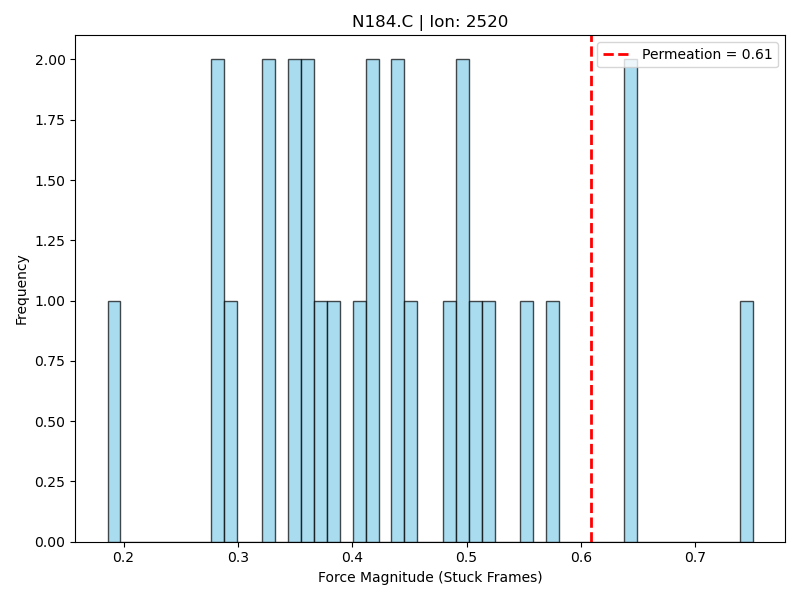 N184.C | Ion: 2520
Permeation = 0.61
Frequency
2.00
1.75
1.50
1.25
1.00
0.75
0.50
0.25
0.00
0.2 0.3 0.4 0.5 0.6 0.7
Force Magnitude (Stuck Frames)